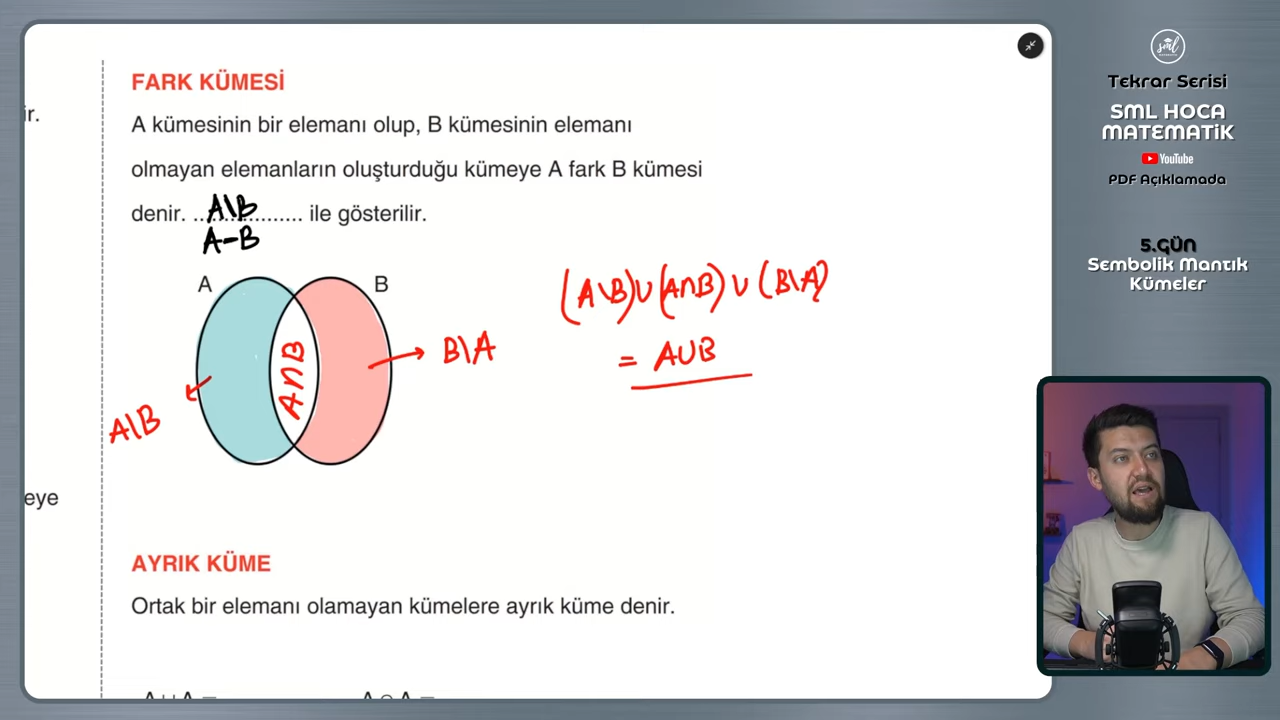 ir.
eye
FARK KÜMESİ
A kümesinin bir elemanı olup, B kümesinin elemanı
olmayan elemanların oluşturduğu kümeye A fark B kümesi
denir. .................. ile gösterilir.
A\B
A-B
A
B
A∩B
B\A
A\B
(A\B)∪(A∩B)∪(B\A)
= A∪B
AYRIK KÜME
Ortak bir elemanı olamayan kümelere ayrık küme denir.
sml
Tekrar Serisi
SML HOCA
MATEMATİK
YouTube
PDF Açıklamada
5.GÜN
Sembolik Mantık
Kümeler